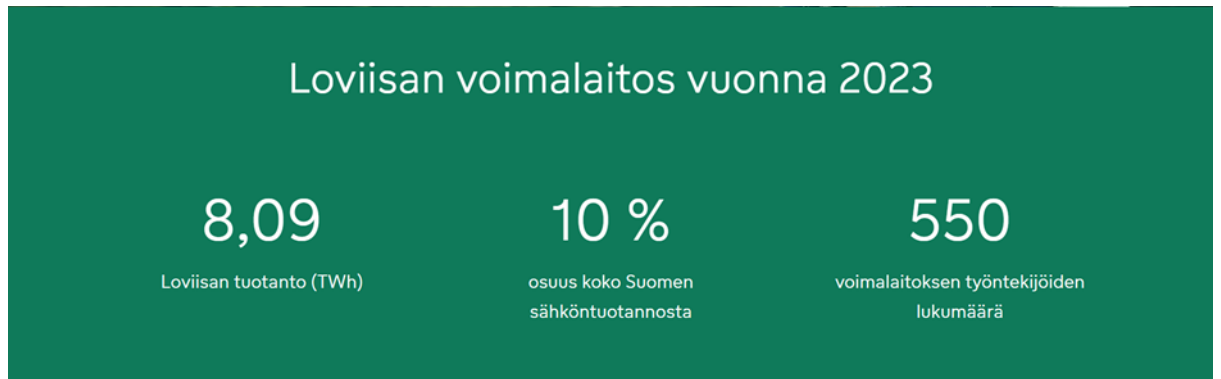 Loviisan voimalaitos vuonna 2023
8,09
Loviisan tuotanto (TWh)
10 %
osuus koko Suomen
sähköntuotannosta
550
voimalaitoksen työntekijöiden
lukumäärä